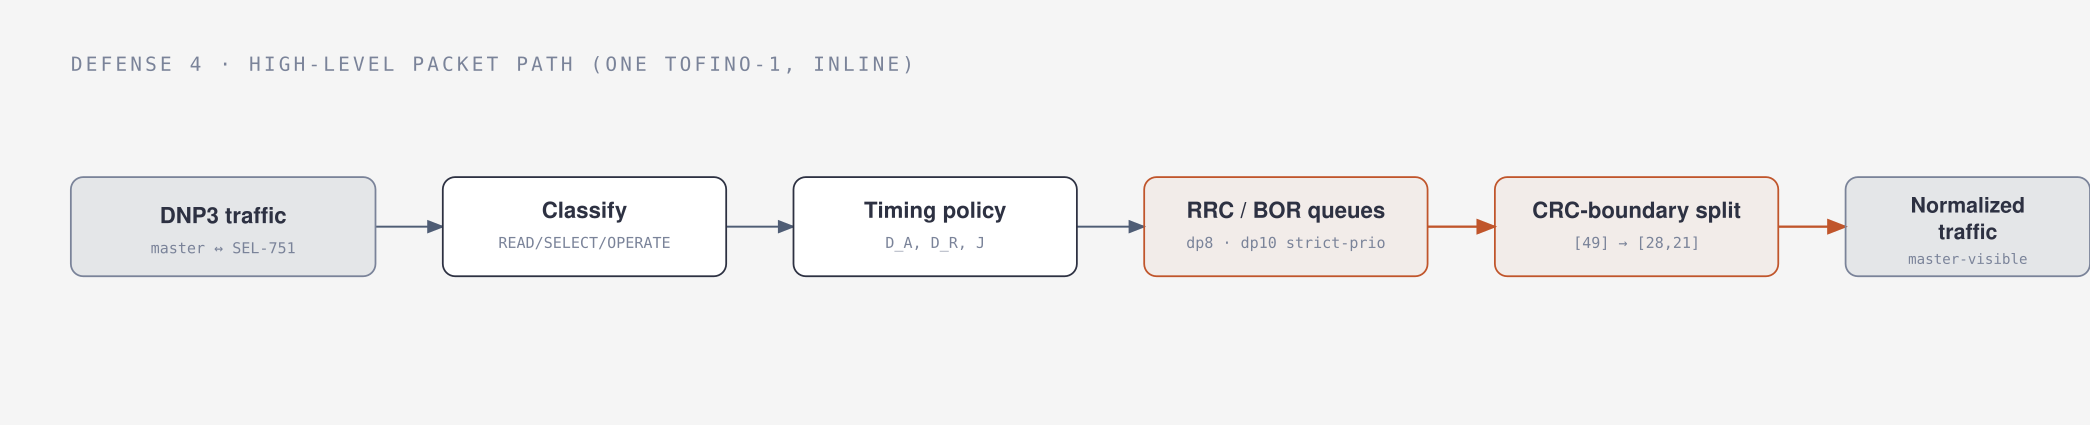 DEFENSE 4 · HIGH-LEVEL PACKET PATH (ONE TOFINO-1, INLINE)
DNP3 traffic
master ↔ SEL-751
Classify
READ/SELECT/OPERATE
Timing policy
D_A, D_R, J
RRC / BOR queues
dp8 · dp10 strict-prio
CRC-boundary split
[49] → [28,21]
Normalized
traffic
master-visible